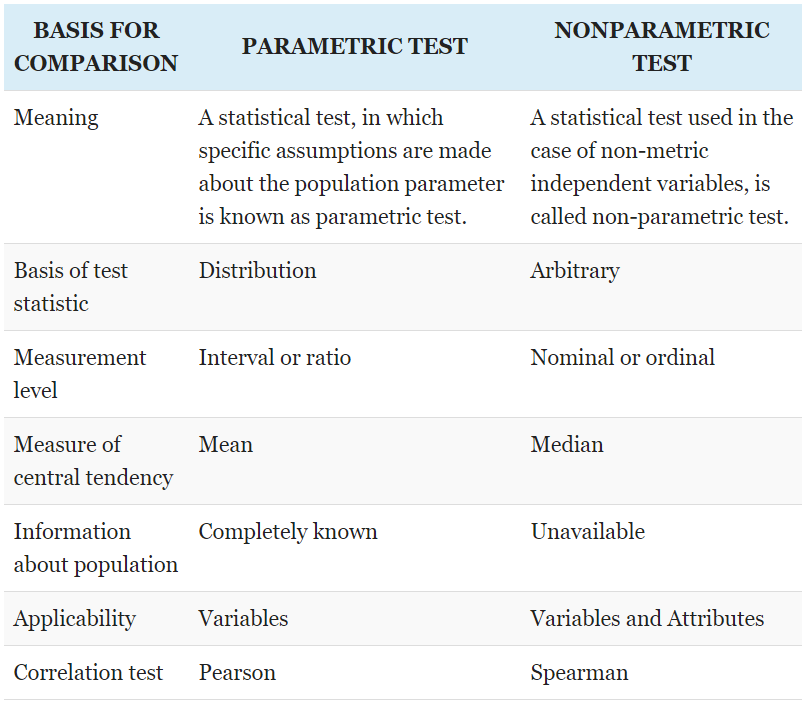 BASIS FOR
COMPARISON
PARAMETRIC TEST
NONPARAMETRIC
TEST
Meaning
A statistical test, in which
specific assumptions are made
about the population parameter
is known as parametric test.
A statistical test used in the
case of non-metric
independent variables, is
called non-parametric test.
Basis of test
statistic
Distribution
Arbitrary
Measurement
level
Interval or ratio
Nominal or ordinal
Measure of
central tendency
Mean
Median
Information
about population
Completely known
Unavailable
Applicability
Variables
Variables and Attributes
Correlation test
Pearson
Spearman